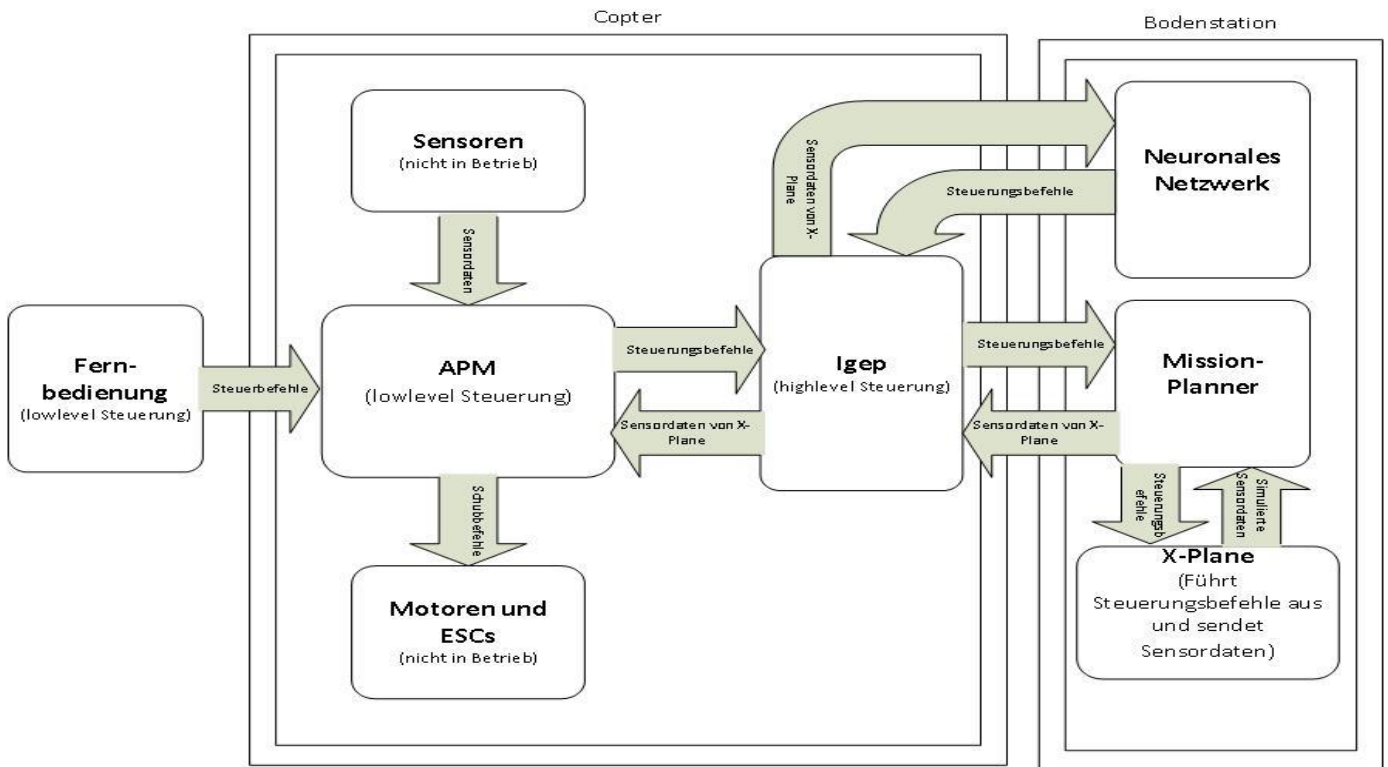 Copter
Bodenstation
Sensoren
(nicht in Betrieb)
Sensordaten
Fern-
bedienung
(lowlevel Steuerung)
Steuerbefehle
APM
(lowlevel Steuerung)
Schubbefehle
Motoren und
ESCs
(nicht in Betrieb)
Steuerungsbefehle
Sensordaten von X-
Plane
Igep
(highlevel Steuerung)
Sensordaten von X-
Plane
Steuerungsbefehle
Neuronales
Netzwerk
Steuerungsbefehle
Sensordaten von X-
Plane
Mission-
Planner
Steuerungsb
efehle
Simulierte
Sensordaten
X-Plane
(Führt
Steuerungsbefehle aus
und sendet
Sensordaten)